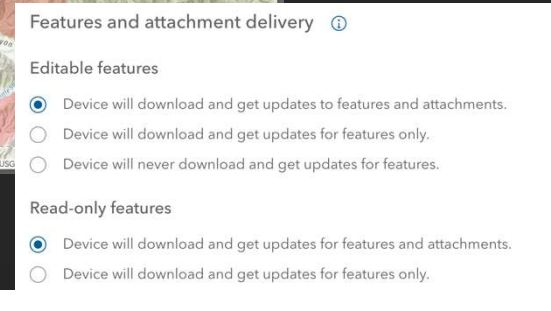 Features and attachment delivery
Editable features
Device will download and get updates to features and attachments.
Device will download and get updates for features only.
Device will never download and get updates for features.
USG
Read-only features
Device will download and get updates for features and attachments.
Device will download and get updates for features only.